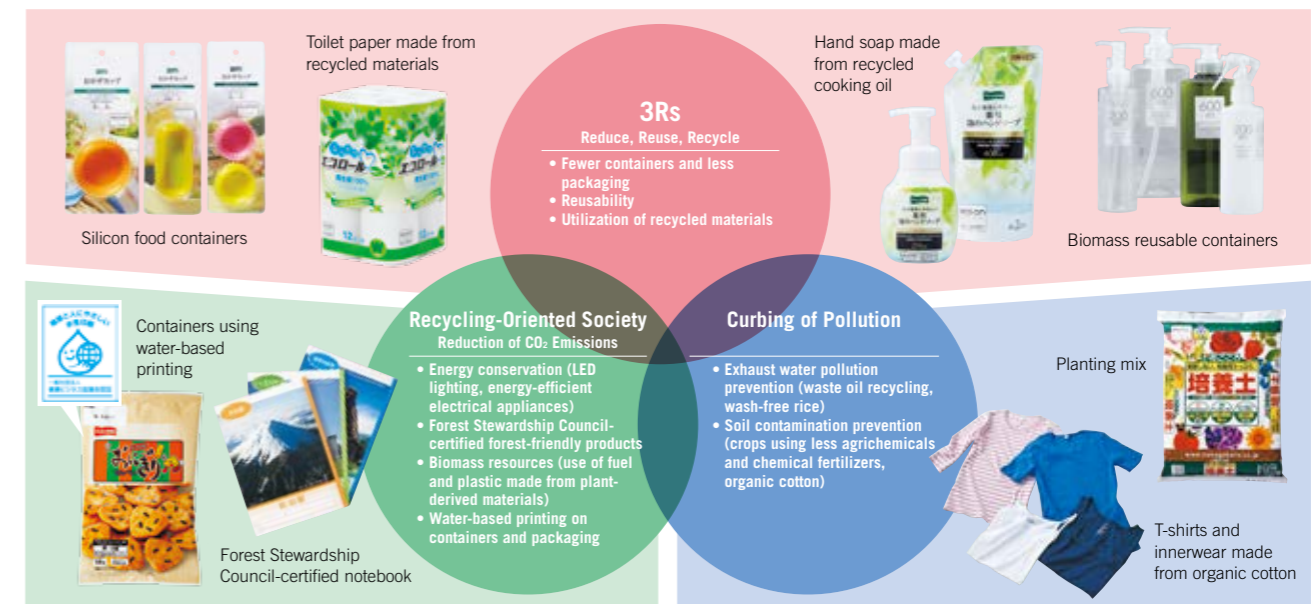 Toilet paper made from
recycled materials
Silicon food containers
エコロール
3Rs
Reduce, Reuse, Recycle
• Fewer containers and less
packaging
• Reusability
• Utilization of recycled materials
Hand soap made
from recycled
cooking oil
600
600
200
Biomass reusable containers
Containers using
water-based
printing
Forest Stewardship
Council-certified notebook
Recycling-Oriented Society
Reduction of CO₂ Emissions
• Energy conservation (LED
lighting, energy-efficient
electrical appliances)
• Forest Stewardship Council-
certified forest-friendly products
• Biomass resources (use of fuel
and plastic made from plant-
derived materials)
• Water-based printing on
containers and packaging
Curbing of Pollution
• Exhaust water pollution
prevention (waste oil recycling,
wash-free rice)
• Soil contamination prevention
(crops using less agrichemicals
and chemical fertilizers,
organic cotton)
Planting mix
培養土
T-shirts and
innerwear made
from organic cotton